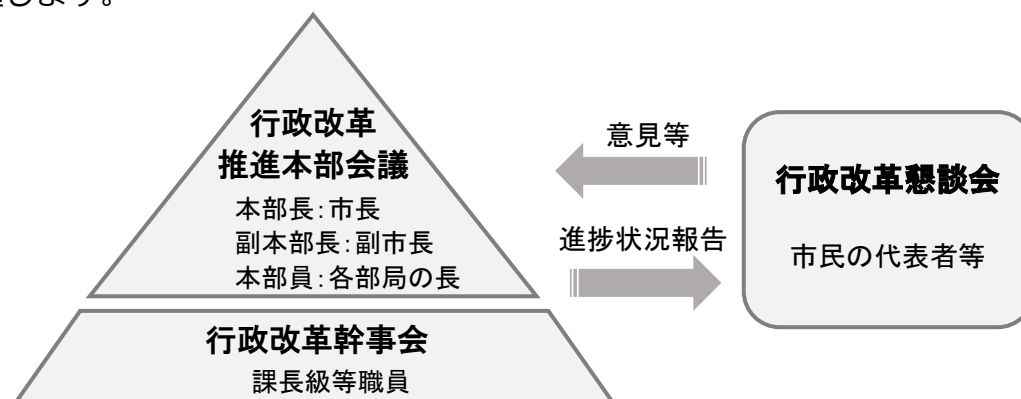 します。
行政改革
推進本部会議
本部長：市長
副本部長：副市長
本部員：各部局の長
意見等
進捗状況報告
行政改革懇談会
市民の代表者等
行政改革幹事会
課長級等職員